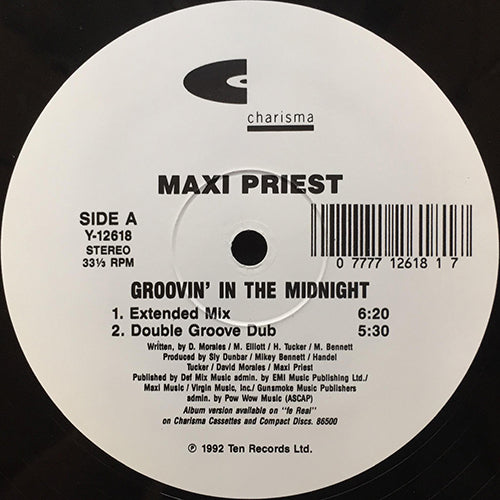 charisma
MAXI PRIEST
SIDE A
Y-12618
STEREO
33⅓ RPM
0 7777 12618 1 7
GROOVIN' IN THE MIDNIGHT
1. Extended Mix 6:20
2. Double Groove Dub 5:30
Written, by D. Morales / M. Elliott / H. Tucker / M. Bennett
Produced by Sly Dunbar / Mikey Bennett / Handel
Tucker / David Morales / Maxi Priest
Published by Def Mix Music admin. by EMI Music Publishing Ltd./
Maxi Music / Virgin Music, Inc./ Gunsmoke Music Publishers
admin. by Pow Wow Music (ASCAP)
Album version available on "fe Real"
on Charisma Cassettes and Compact Discs. 86500
℗ 1992 Ten Records Ltd.